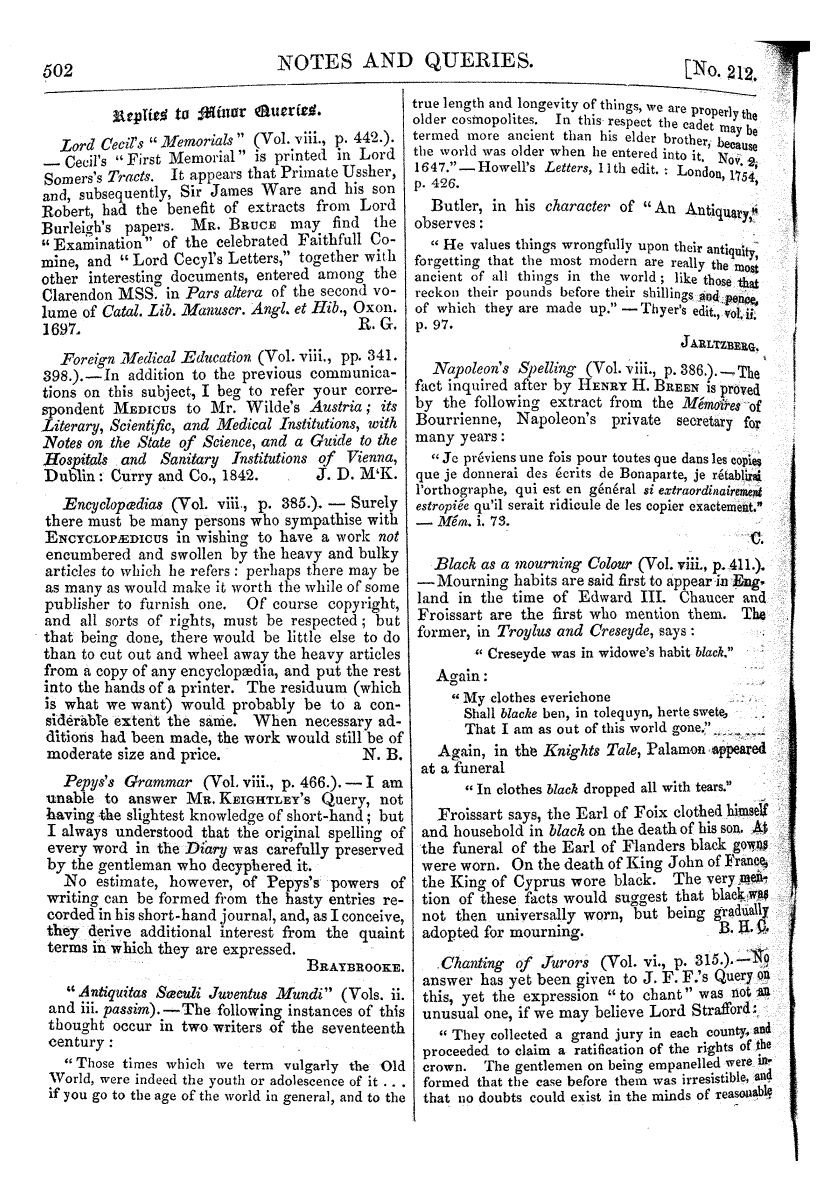 502
NOTES AND QUERIES.
[No. 212.
Replies to Minor Queries.
Lord Cecil's "Memorials" (Vol. viii., p. 442.).
— Cecil's "First Memorial" is printed in Lord
Somers's Tracts. It appears that Primate Ussher,
and, subsequently, Sir James Ware and his son
Robert, had the benefit of extracts from Lord
Burleigh's papers. MR. BRUCE may find the
"Examination" of the celebrated Faithfull Co-
mine, and "Lord Cecyl's Letters," together with
other interesting documents, entered among the
Clarendon MSS. in Pars altera of the second vo-
lume of Catal. Lib. Manuscr. Angl. et Hib., Oxon.
1697. R. G.
Foreign Medical Education (Vol. viii., pp. 341.
398.).—In addition to the previous communica-
tions on this subject, I beg to refer your corre-
spondent MEDICUS to Mr. Wilde's Austria; its
Literary, Scientific, and Medical Institutions, with
Notes on the State of Science, and a Guide to the
Hospitals and Sanitary Institutions of Vienna,
Dublin: Curry and Co., 1842. J. D. M'K.
Encyclopædias (Vol. viii., p. 385.). — Surely
there must be many persons who sympathise with
ENCYCLOPÆDICUS in wishing to have a work not
encumbered and swollen by the heavy and bulky
articles to which he refers: perhaps there may be
as many as would make it worth the while of some
publisher to furnish one. Of course copyright,
and all sorts of rights, must be respected; but
that being done, there would be little else to do
than to cut out and wheel away the heavy articles
from a copy of any encyclopædia, and put the rest
into the hands of a printer. The residuum (which
is what we want) would probably be to a con-
siderable extent the same. When necessary ad-
ditions had been made, the work would still be of
moderate size and price. N. B.
Pepys's Grammar (Vol. viii., p. 466.). — I am
unable to answer MR. KEIGHTLEY's Query, not
having the slightest knowledge of short-hand; but
I always understood that the original spelling of
every word in the Diary was carefully preserved
by the gentleman who decyphered it.
No estimate, however, of Pepys's powers of
writing can be formed from the hasty entries re-
corded in his short-hand journal, and, as I conceive,
they derive additional interest from the quaint
terms in which they are expressed.
BRAYBROOKE.
"Antiquitas Sæculi Juventus Mundi" (Vols. ii.
and iii. passim).—The following instances of this
thought occur in two writers of the seventeenth
century:
"Those times which we term vulgarly the Old
World, were indeed the youth or adolescence of it . . .
if you go to the age of the world in general, and to the
true length and longevity of things, we are properly the
older cosmopolites. In this respect the cadet may be
termed more ancient than his elder brother, because
the world was older when he entered into it. Nov. 2,
1647."—Howell's Letters, 11th edit.: London, 1754,
p. 426.
Butler, in his character of "An Antiquary,"
observes:
"He values things wrongfully upon their antiquity,
forgetting that the most modern are really the most
ancient of all things in the world; like those that
reckon their pounds before their shillings and pence,
of which they are made up." — Thyer's edit., vol. ii.
p. 97.
JARLTZBERG.
Napoleon's Spelling (Vol. viii., p. 386.).—The
fact inquired after by HENRY H. BREEN is proved
by the following extract from the Mémoires of
Bourrienne, Napoleon's private secretary for
many years:
"Je préviens une fois pour toutes que dans les copies
que je donnerai des écrits de Bonaparte, je rétablirai
l'orthographe, qui est en général si extraordinairement
estropiée qu'il serait ridicule de les copier exactement."
— Mém. i. 73.
C.
Black as a mourning Colour (Vol. viii., p. 411.).
—Mourning habits are said first to appear in Eng-
land in the time of Edward III. Chaucer and
Froissart are the first who mention them. The
former, in Troylus and Creseyde, says:
"Creseyde was in widowe's habit black."
Again:
"My clothes everichone
Shall blacke ben, in tolequyn, herte swete,
That I am as out of this world gone."
Again, in the Knights Tale, Palamon appeared
at a funeral
"In clothes black dropped all with tears."
Froissart says, the Earl of Foix clothed himself
and household in black on the death of his son. At
the funeral of the Earl of Flanders black gowns
were worn. On the death of King John of France,
the King of Cyprus wore black. The very men-
tion of these facts would suggest that black was
not then universally worn, but being gradually
adopted for mourning. B. H. C.
Chanting of Jurors (Vol. vi., p. 315.).—No
answer has yet been given to J. F. F.'s Query on
this, yet the expression "to chant" was not an
unusual one, if we may believe Lord Strafford:
"They collected a grand jury in each county, and
proceeded to claim a ratification of the rights of the
crown. The gentlemen on being empanelled were in-
formed that the case before them was irresistible, and
that no doubts could exist in the minds of reasonable